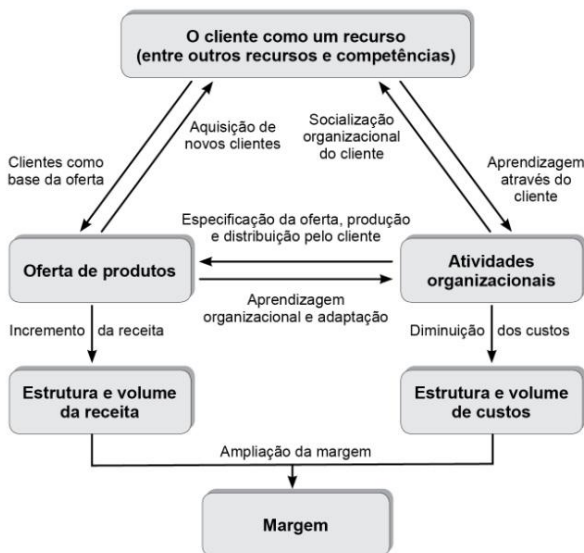 O cliente como um recurso
(entre outros recursos e competências)
Clientes como
base da oferta
Aquisição de
novos clientes
Socialização
organizacional
do cliente
Aprendizagem
através do
cliente
Especificação da oferta, produção
e distribuição pelo cliente
Oferta de produtos
Atividades
organizacionais
Aprendizagem
organizacional e adaptação
Incremento da receita
Diminuição dos custos
Estrutura e volume
da receita
Estrutura e volume
de custos
Ampliação da margem
Margem